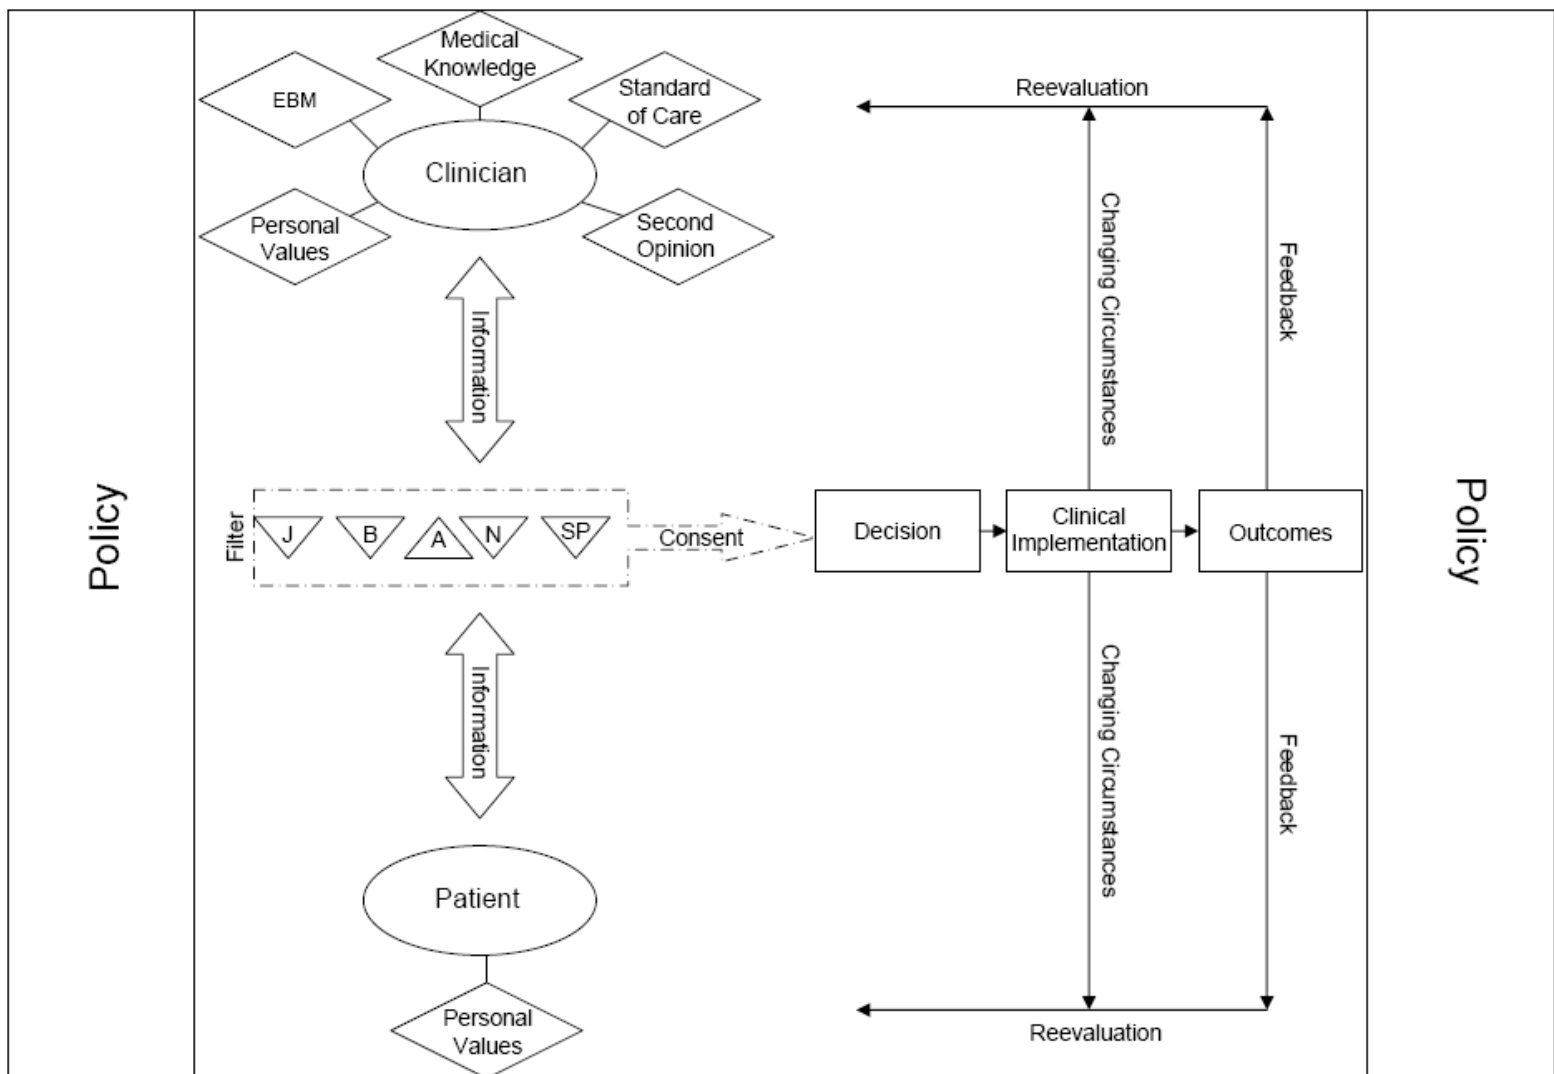 Policy
Medical
Knowledge
EBM
Standard
of Care
Clinician
Personal
Values
Second
Opinion
Information
Filter
J
B
A
N
SP
Consent
Information
Patient
Personal
Values
Reevaluation
Changing Circumstances
Feedback
Decision
Clinical
Implementation
Outcomes
Changing Circumstances
Feedback
Reevaluation
Policy